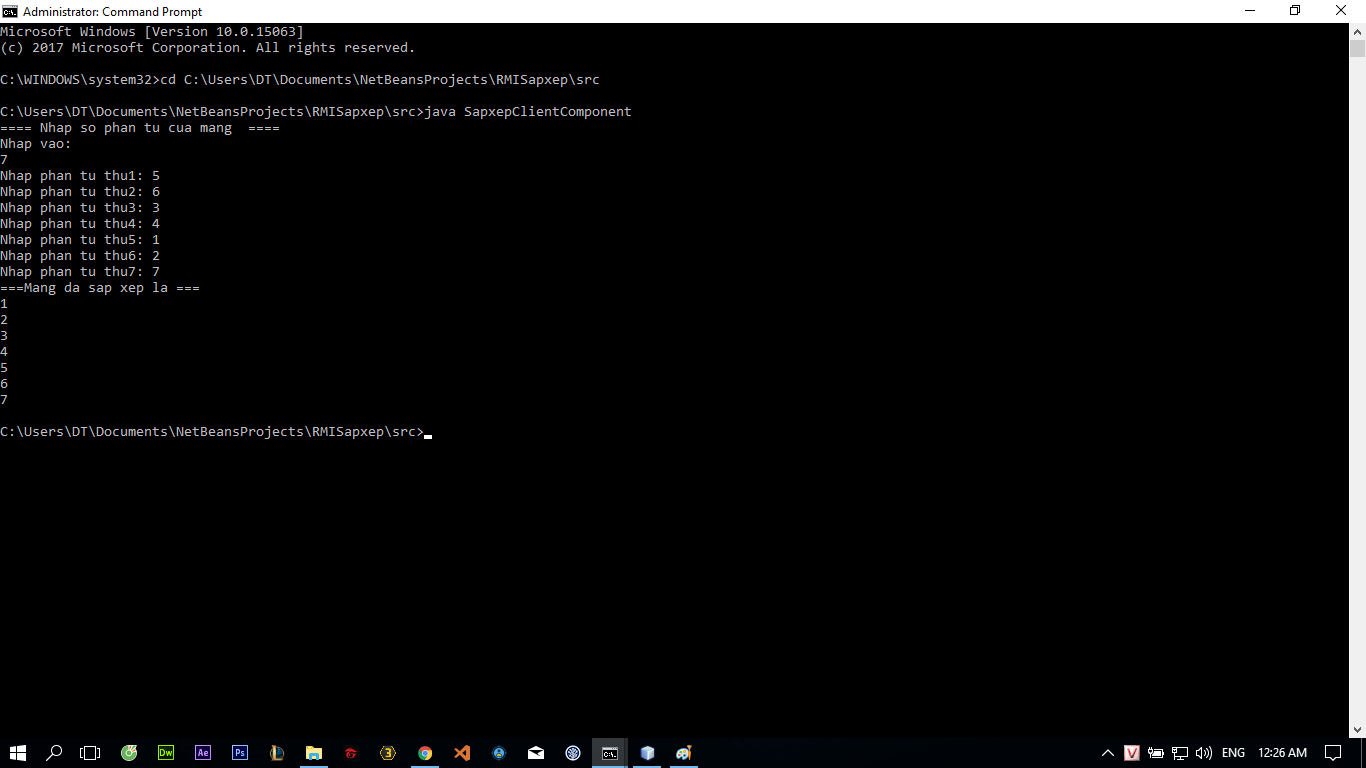 Administrator: Command Prompt
Microsoft Windows [Version 10.0.15063]
(c) 2017 Microsoft Corporation. All rights reserved.
C:\WINDOWS\system32>cd C:\Users\DT\Documents\NetBeansProjects\RMISapxep\src
C:\Users\DT\Documents\NetBeansProjects\RMISapxep\src>java SapxepClientComponent
==== Nhap so phan tu cua mang  ====
Nhap vao:
7
Nhap phan tu thu1: 5
Nhap phan tu thu2: 6
Nhap phan tu thu3: 3
Nhap phan tu thu4: 4
Nhap phan tu thu5: 1
Nhap phan tu thu6: 2
Nhap phan tu thu7: 7
===Mang da sap xep la ===
1
2
3
4
5
6
7
C:\Users\DT\Documents\NetBeansProjects\RMISapxep\src>
Dw Ae Ps 3 C:\. V ENG 12:26 AM